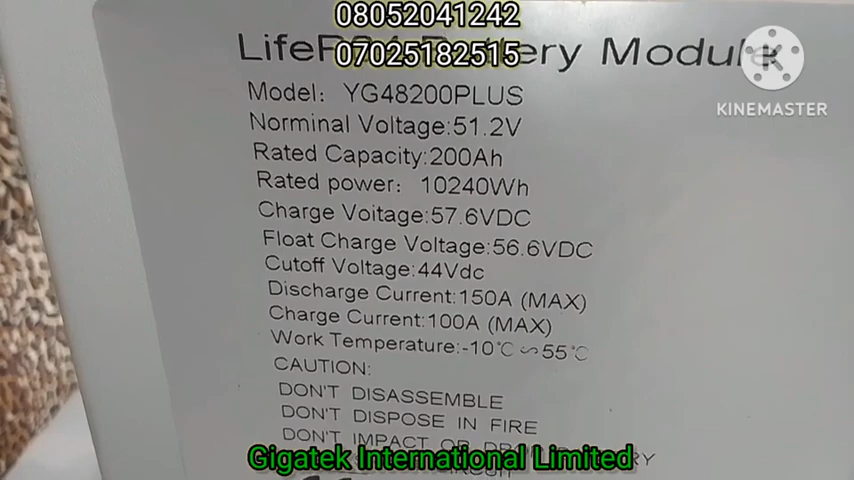 08052041242
07025182515
LifeP Battery Module
KINEMASTER
Model: YG48200PLUS
Norminal Voltage:51.2V
Rated Capacity:200Ah
Rated power: 10240Wh
Charge Voitage:57.6VDC
Float Charge Voltage:56.6VDC
Cutoff Voltage:44Vdc
Discharge Current:150A (MAX)
Charge Current:100A (MAX)
Work Temperature:-10℃ ~ 55℃
CAUTION:
DON'T DISASSEMBLE
DON'T DISPOSE IN FIRE
DON'T IMPACT OR
Gigatek International Limited